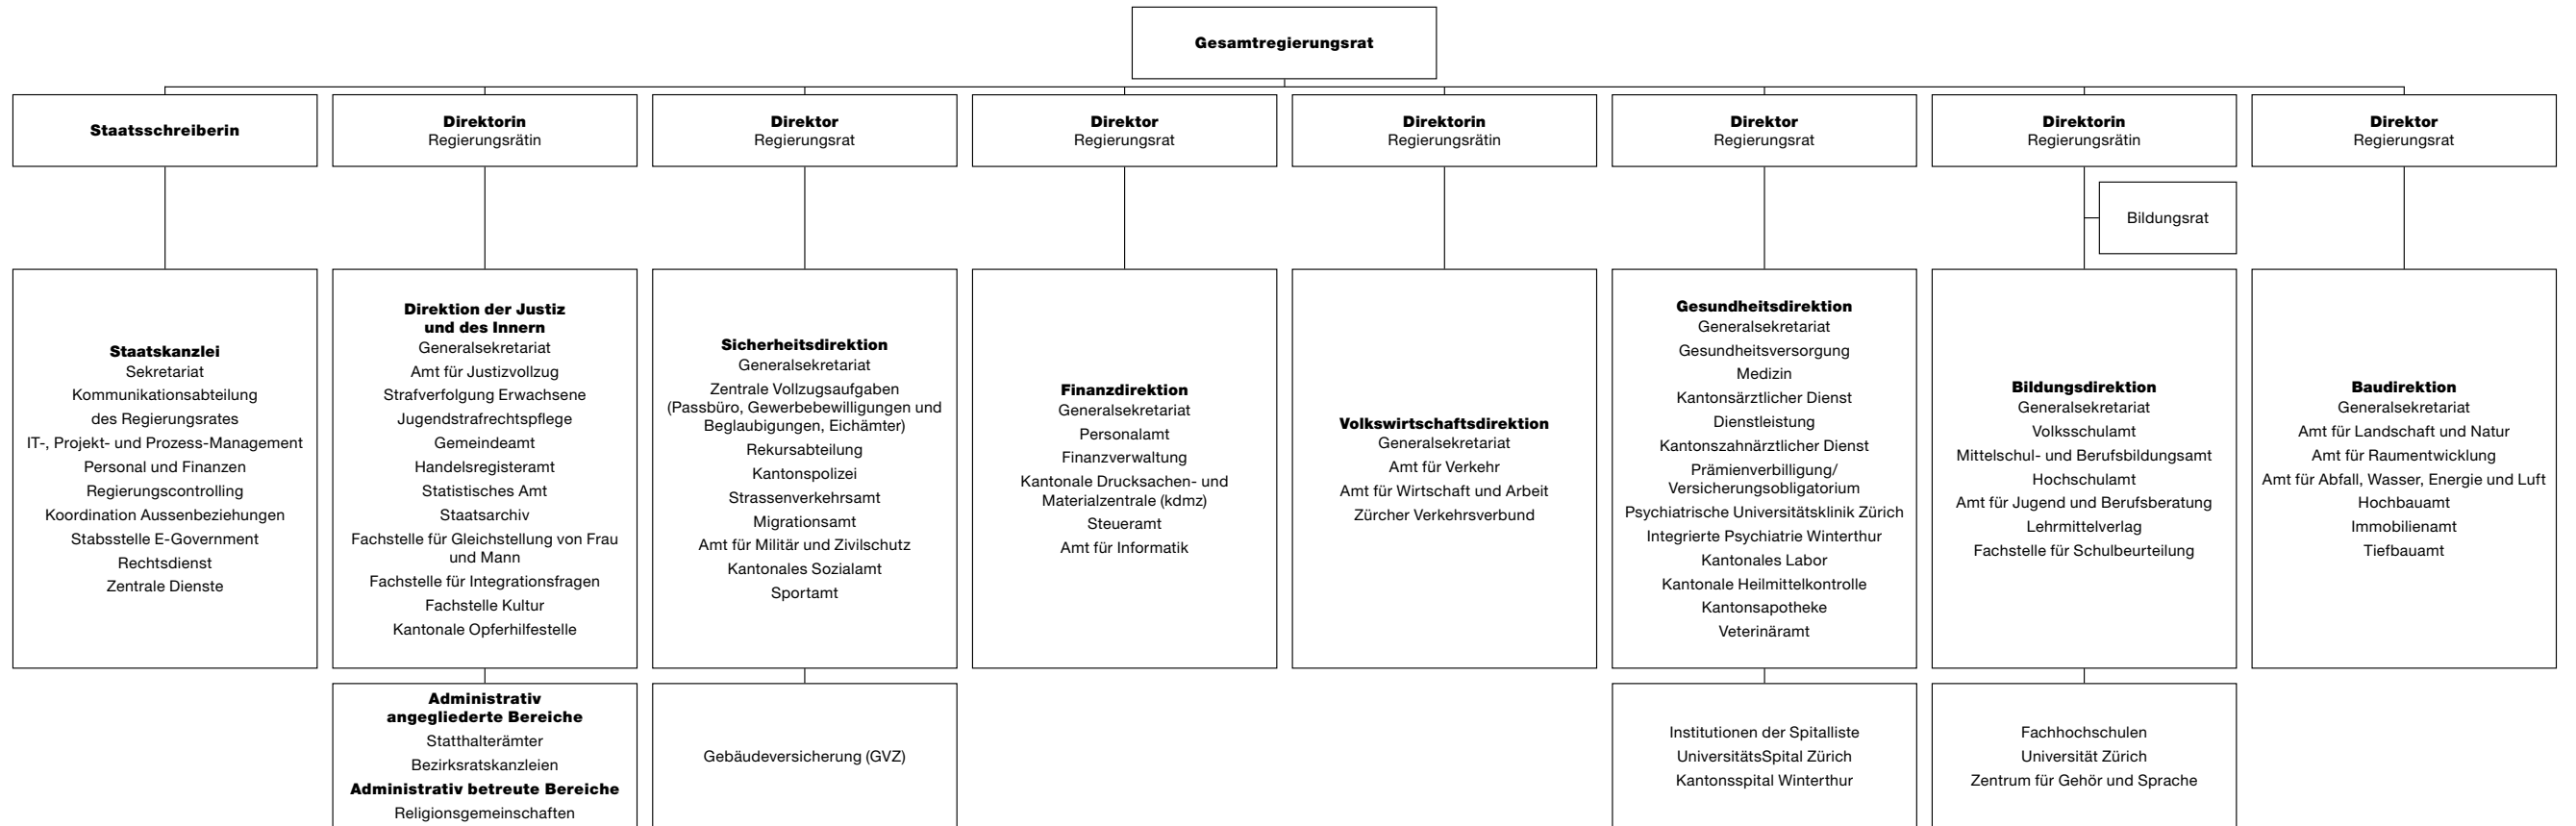 Gesamtregierungsrat
Staatsschreiberin
Direktorin
Regierungsrätin
Direktor
Regierungsrat
Direktor
Regierungsrat
Direktorin
Regierungsrätin
Direktor
Regierungsrat
Direktorin
Regierungsrätin
Direktor
Regierungsrat
Bildungsrat
Staatskanzlei
Sekretariat
Kommunikationsabteilung
des Regierungsrates
IT-, Projekt- und Prozess-Management
Personal und Finanzen
Regierungscontrolling
Koordination Aussenbeziehungen
Stabsstelle E-Government
Rechtsdienst
Zentrale Dienste
Direktion der Justiz
und des Innern
Generalsekretariat
Amt für Justizvollzug
Strafverfolgung Erwachsene
Jugendstrafrechtspflege
Gemeindeamt
Handelsregisteramt
Statistisches Amt
Staatsarchiv
Fachstelle für Gleichstellung von Frau
und Mann
Fachstelle für Integrationsfragen
Fachstelle Kultur
Kantonale Opferhilfestelle
Sicherheitsdirektion
Generalsekretariat
Zentrale Vollzugsaufgaben
(Passbüro, Gewerbebewilligungen und
Beglaubigungen, Eichämter)
Rekursabteilung
Kantonspolizei
Strassenverkehrsamt
Migrationsamt
Amt für Militär und Zivilschutz
Kantonales Sozialamt
Sportamt
Finanzdirektion
Generalsekretariat
Personalamt
Finanzverwaltung
Kantonale Drucksachen- und
Materialzentrale (kdmz)
Steueramt
Amt für Informatik
Volkswirtschaftsdirektion
Generalsekretariat
Amt für Verkehr
Amt für Wirtschaft und Arbeit
Zürcher Verkehrsverbund
Gesundheitsdirektion
Generalsekretariat
Gesundheitsversorgung
Medizin
Kantonsärztlicher Dienst
Dienstleistung
Kantonszahnärztlicher Dienst
Prämienverbilligung/
Versicherungsobligatorium
Psychiatrische Universitätsklinik Zürich
Integrierte Psychiatrie Winterthur
Kantonales Labor
Kantonale Heilmittelkontrolle
Kantonsapotheke
Veterinäramt
Bildungsdirektion
Generalsekretariat
Volksschulamt
Mittelschul- und Berufsbildungsamt
Hochschulamt
Amt für Jugend und Berufsberatung
Lehrmittelverlag
Fachstelle für Schulbeurteilung
Baudirektion
Generalsekretariat
Amt für Landschaft und Natur
Amt für Raumentwicklung
Amt für Abfall, Wasser, Energie und Luft
Hochbauamt
Immobilienamt
Tiefbauamt
Administrativ
angegliederte Bereiche
Statthalterämter
Bezirksratskanzleien
Administrativ betreute Bereiche
Religionsgemeinschaften
Gebäudeversicherung (GVZ)
Institutionen der Spitalliste
UniversitätsSpital Zürich
Kantonsspital Winterthur
Fachhochschulen
Universität Zürich
Zentrum für Gehör und Sprache